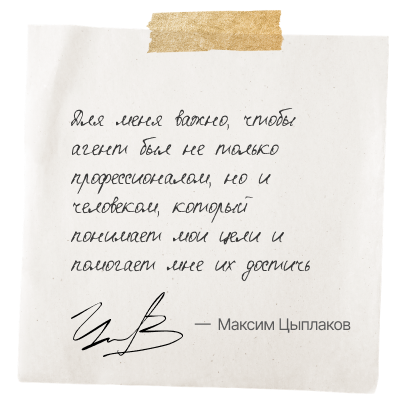 Для меня важно, чтобы
агент был не только
профессионалом, но и
человеком, который
понимает мои цели и
помогает мне их достичь
— Максим Цыплаков